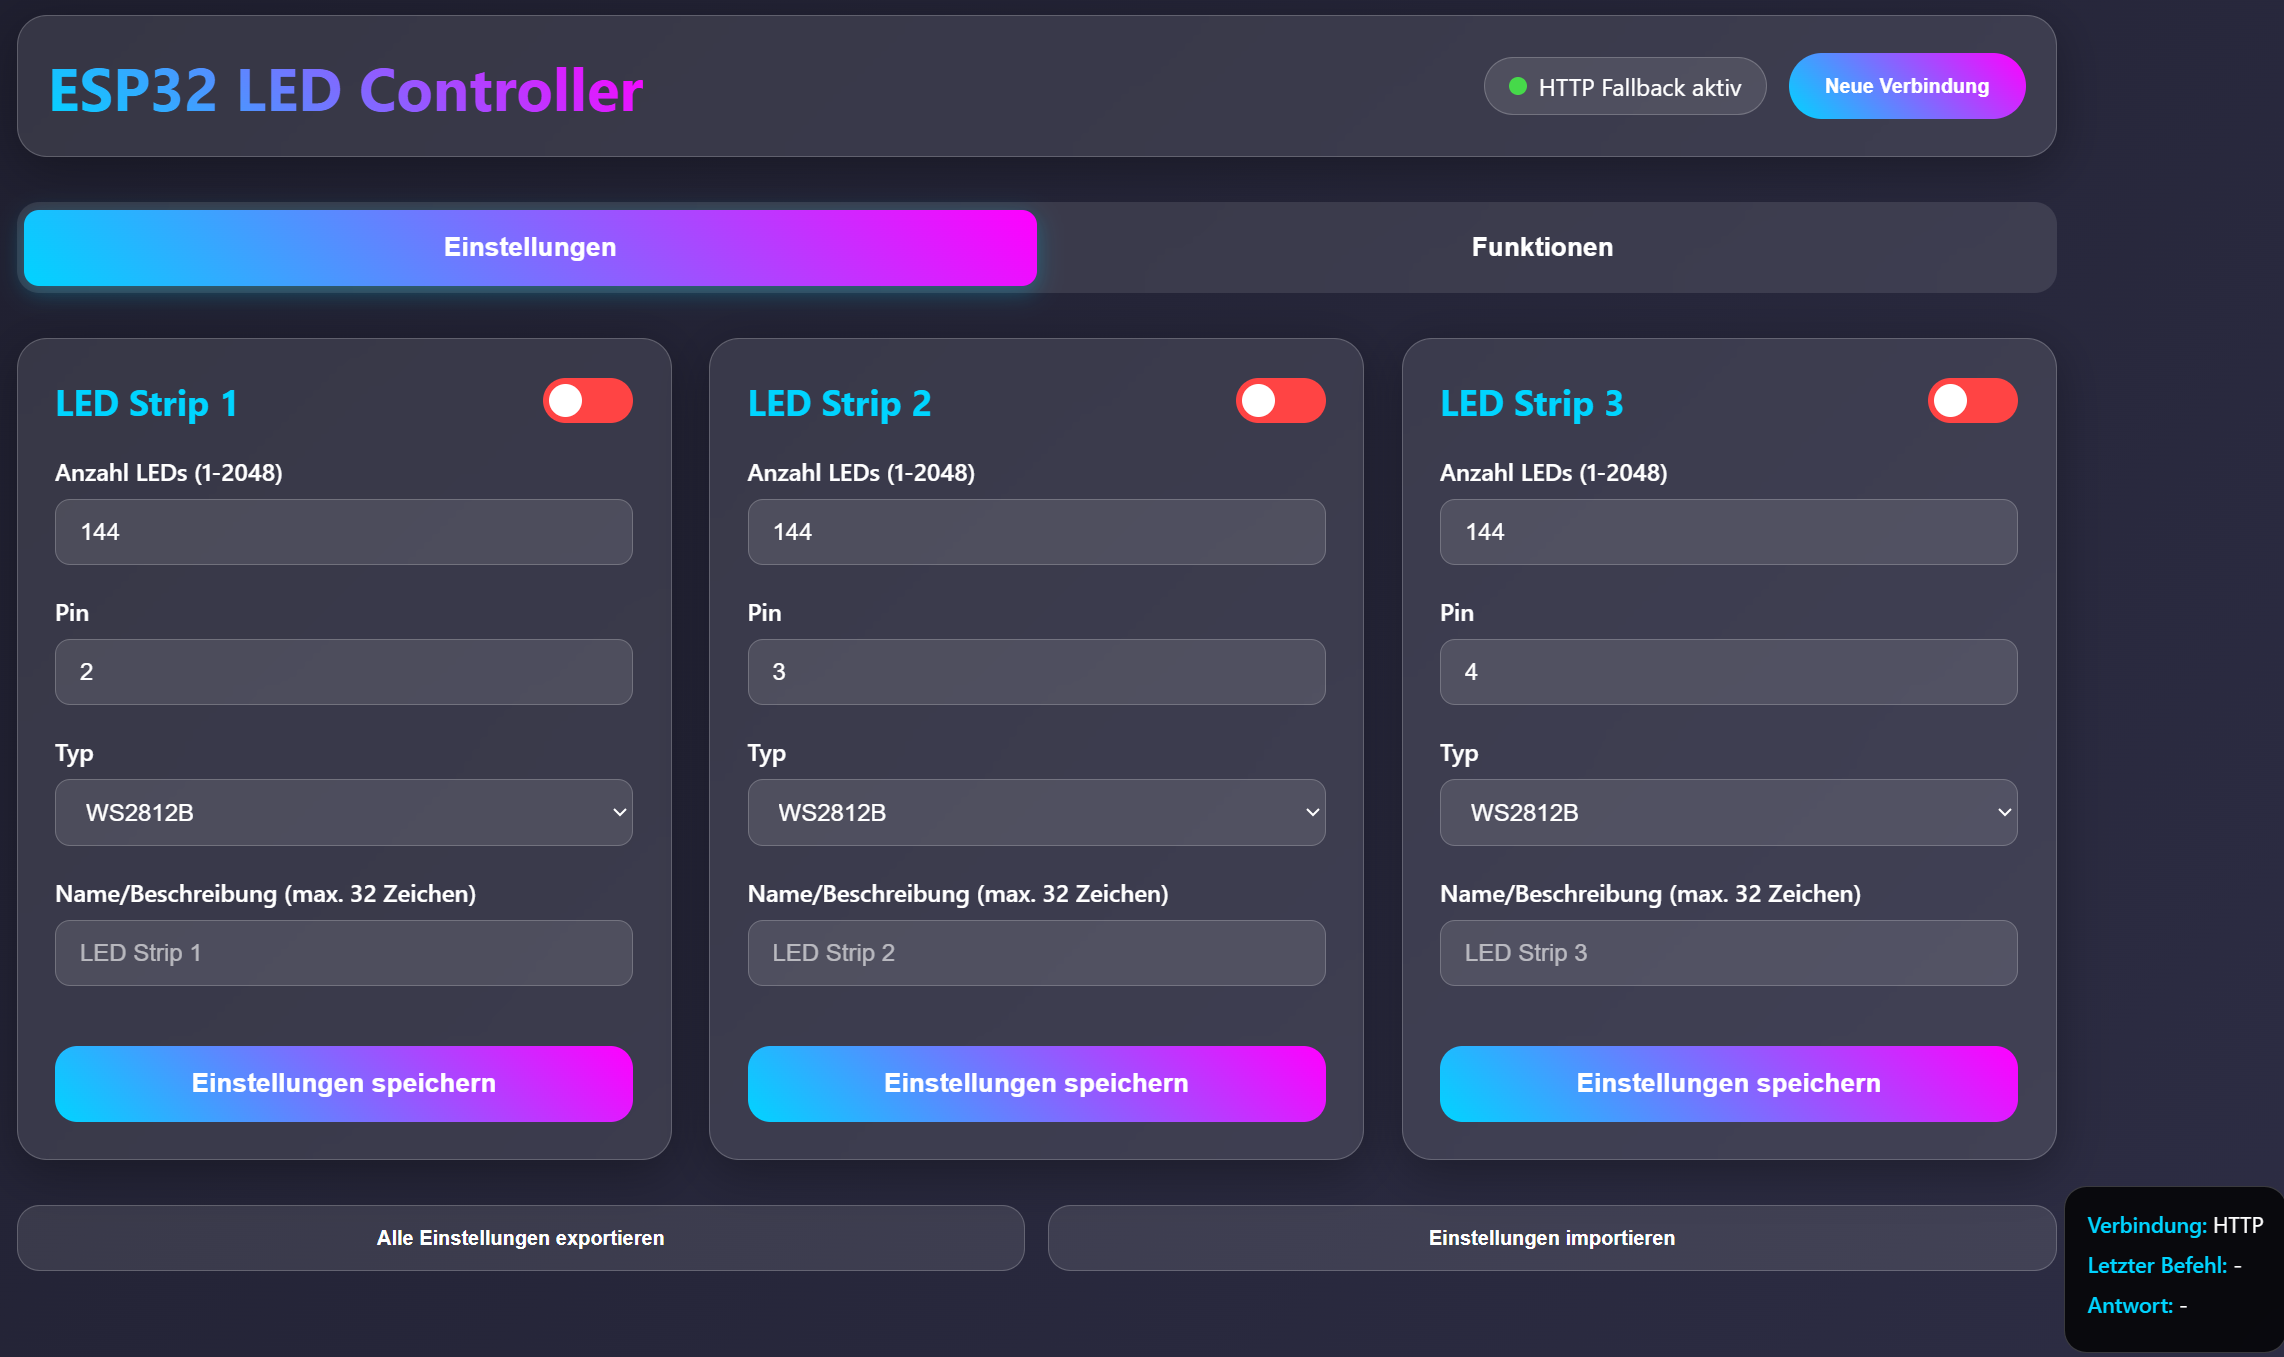 ESP32 LED Controller
HTTP Fallback aktiv
Neue Verbindung
Einstellungen
Funktionen
LED Strip 1
Anzahl LEDs (1-2048)
144
Pin
2
Typ
WS2812B
Name/Beschreibung (max. 32 Zeichen)
LED Strip 1
Einstellungen speichern
LED Strip 2
Anzahl LEDs (1-2048)
144
Pin
3
Typ
WS2812B
Name/Beschreibung (max. 32 Zeichen)
LED Strip 2
Einstellungen speichern
LED Strip 3
Anzahl LEDs (1-2048)
144
Pin
4
Typ
WS2812B
Name/Beschreibung (max. 32 Zeichen)
LED Strip 3
Einstellungen speichern
Alle Einstellungen exportieren
Einstellungen importieren
Verbindung: HTTP
Letzter Befehl: -
Antwort: -